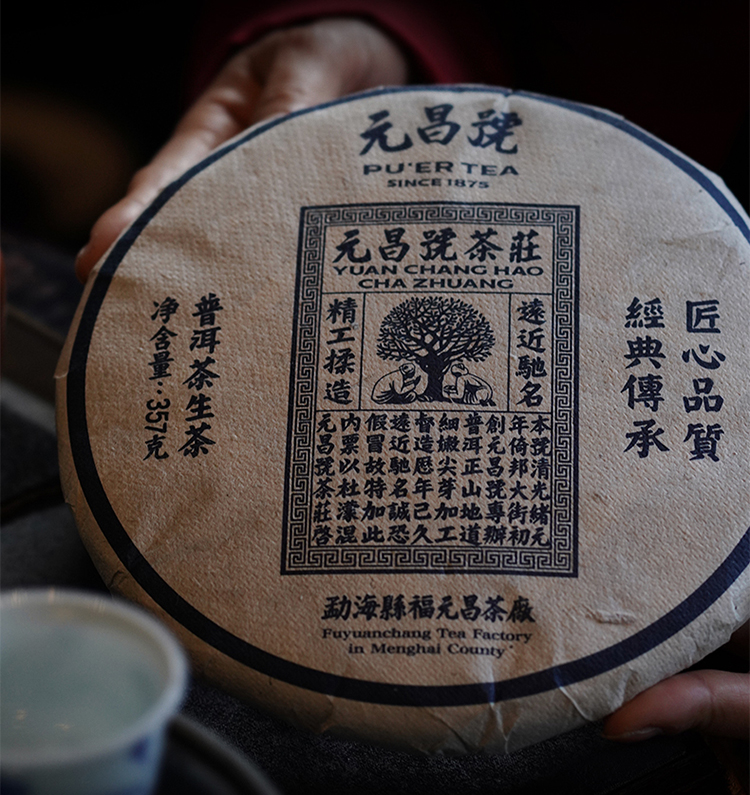 元昌號
PU'ER TEA
SINCE 1875
匠心品質
經典傳承
元昌號茶莊
YUAN CHANG HAO
CHA ZHUANG
遠近馳名
精工揉造
本號清光緒元
年倚邦大街初
創元昌號專辦
普洱正山地道
細嫩尖芽加工
督造歷年已久
遠近馳名誠恐
假冒故特加此
內票以杜濛混
元昌號茶莊啓
普洱茶生茶
净含量:357克
勐海縣福元昌茶廠
Fuyuanchang Tea Factory
in Menghai County